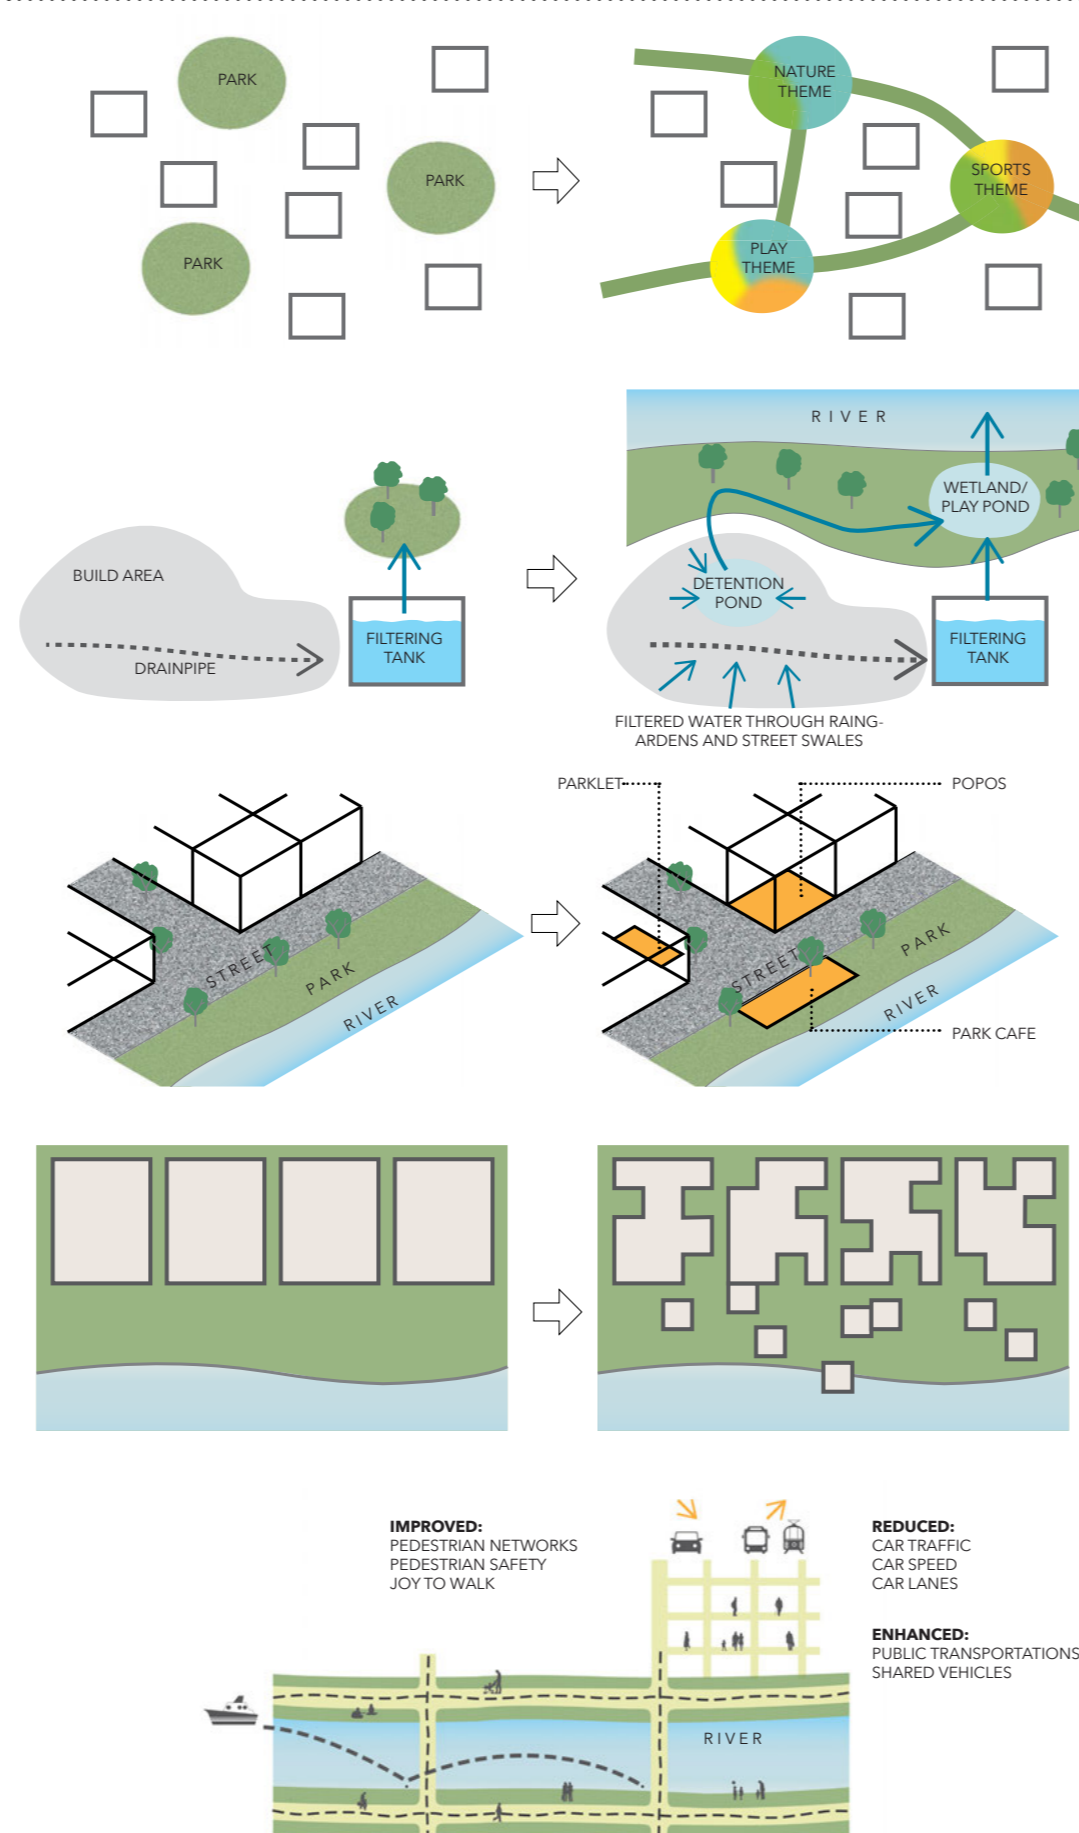 PARK
PARK
PARK
NATURE
THEME
SPORTS
THEME
PLAY
THEME
BUILD AREA
DRAINPIPE
FILTERING
TANK
RIVER
WETLAND/
PLAY POND
DETENTION
POND
FILTERING
TANK
FILTERED WATER THROUGH RAING-
ARDENS AND STREET SWALES
STREET
PARK
RIVER
PARKLET
POPOS
STREET
PARK
RIVER
PARK CAFE
IMPROVED:
PEDESTRIAN NETWORKS
PEDESTRIAN SAFETY
JOY TO WALK
REDUCED:
CAR TRAFFIC
CAR SPEED
CAR LANES
ENHANCED:
PUBLIC TRANSPORTATIONS
SHARED VEHICLES
RIVER